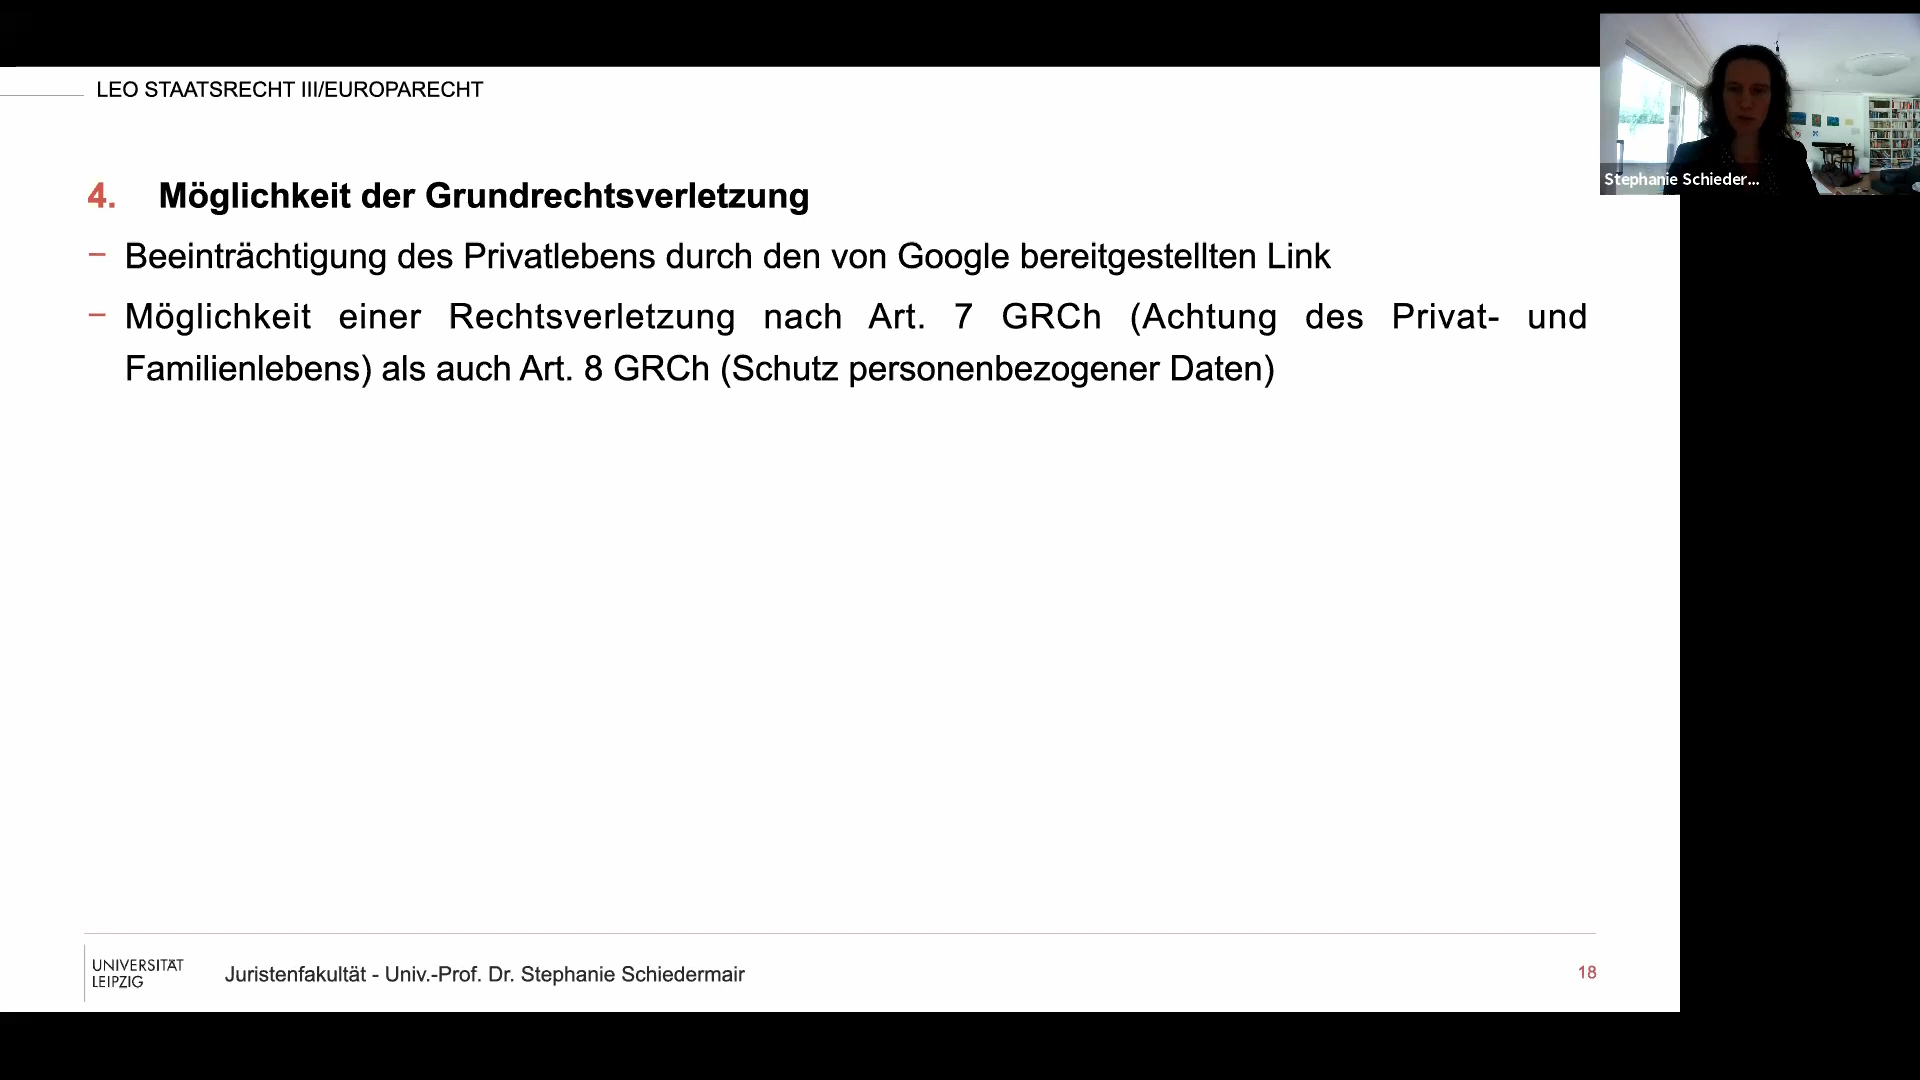 LEO STAATSRECHT III/EUROPARECHT
Stephanie Schieder...
4. Möglichkeit der Grundrechtsverletzung
– Beeinträchtigung des Privatlebens durch den von Google bereitgestellten Link
– Möglichkeit einer Rechtsverletzung nach Art. 7 GRCh (Achtung des Privat- und
Familienlebens) als auch Art. 8 GRCh (Schutz personenbezogener Daten)
UNIVERSITÄT
LEIPZIG
Juristenfakultät - Univ.-Prof. Dr. Stephanie Schiedermair
18